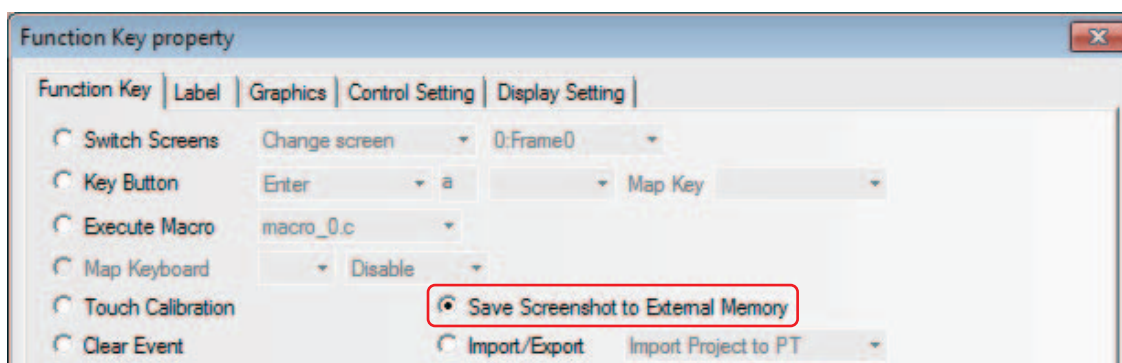 Function Key property
Function Key Label Graphics Control Setting Display Setting
Switch Screens Change screen 0:Frame0
Key Button Enter a Map Key
Execute Macro macro_0.c
Map Keyboard Disable
Touch Calibration Save Screenshot to External Memory
Clear Event Import/Export Import Project to PT